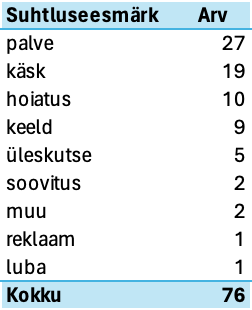 Suhtluseesmärk Arv
palve 27
käsk 19
hoiatus 10
keeld 9
üleskutse 5
soovitus 2
muu 2
reklaam 1
luba 1
Kokku 76